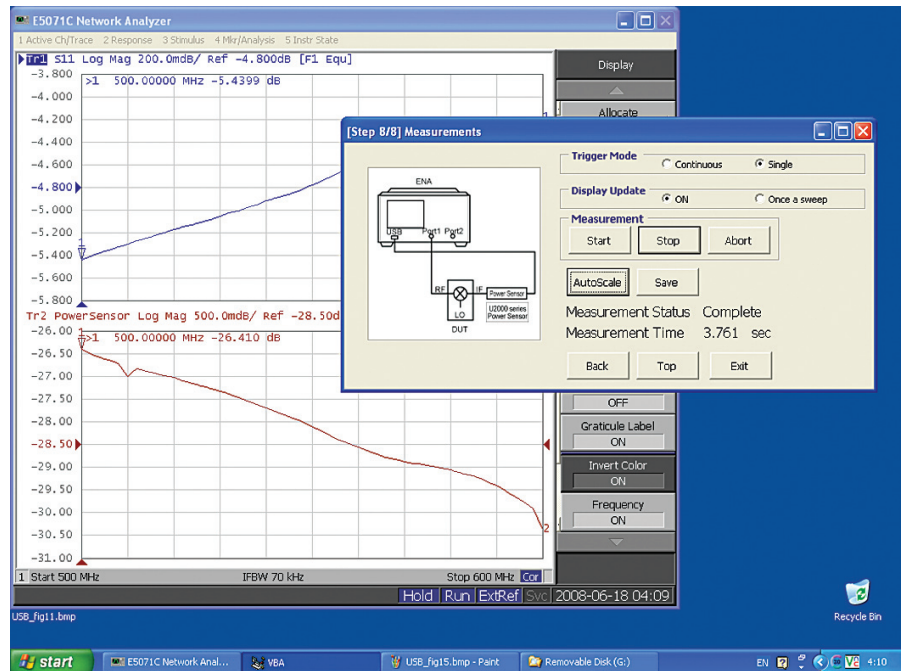 E5071C Network Analyzer
1 Active Ch/Trace 2 Response 3 Stimulus 4 Mkr/Analysis 5 Instr State
Tr1 S11 Log Mag 200.0mdB/ Ref -4.800dB [F1 Equ]
>1 500.00000 MHz -5.4399 dB
-3.800
-4.000
-4.200
-4.400
-4.600
-4.800
-5.000
-5.200
-5.400
-5.600
-5.800
1
1
Tr2 PowerSensor Log Mag 500.0mdB/ Ref -28.50d
>1 500.00000 MHz -26.410 dB
-26.00
-26.50
-27.00
-27.50
-28.00
-28.50
-29.00
-29.50
-30.00
-30.50
-31.00
1
2
1 Start 500 MHz IFBW 70 kHz Stop 600 MHz Cor
Hold Run ExtRef Svc 2008-06-18 04:09
Display
Allocate
OFF
Graticule Label
ON
Invert Color
ON
Frequency
ON
[Step 8/8] Measurements
ENA
USB Port1 Port2
RF IF Power Sensor
LO
U2000 series
Power Sensor
DUT
Trigger Mode
Continuous Single
Display Update
ON Once a sweep
Measurement
Start Stop Abort
AutoScale Save
Measurement Status Complete
Measurement Time 3.761 sec
Back Top Exit
USB_fig11.bmp
Recycle Bin
start
E5071C Network Anal...
VBA
USB_fig15.bmp - Paint
Removable Disk (G:)
EN
4:10